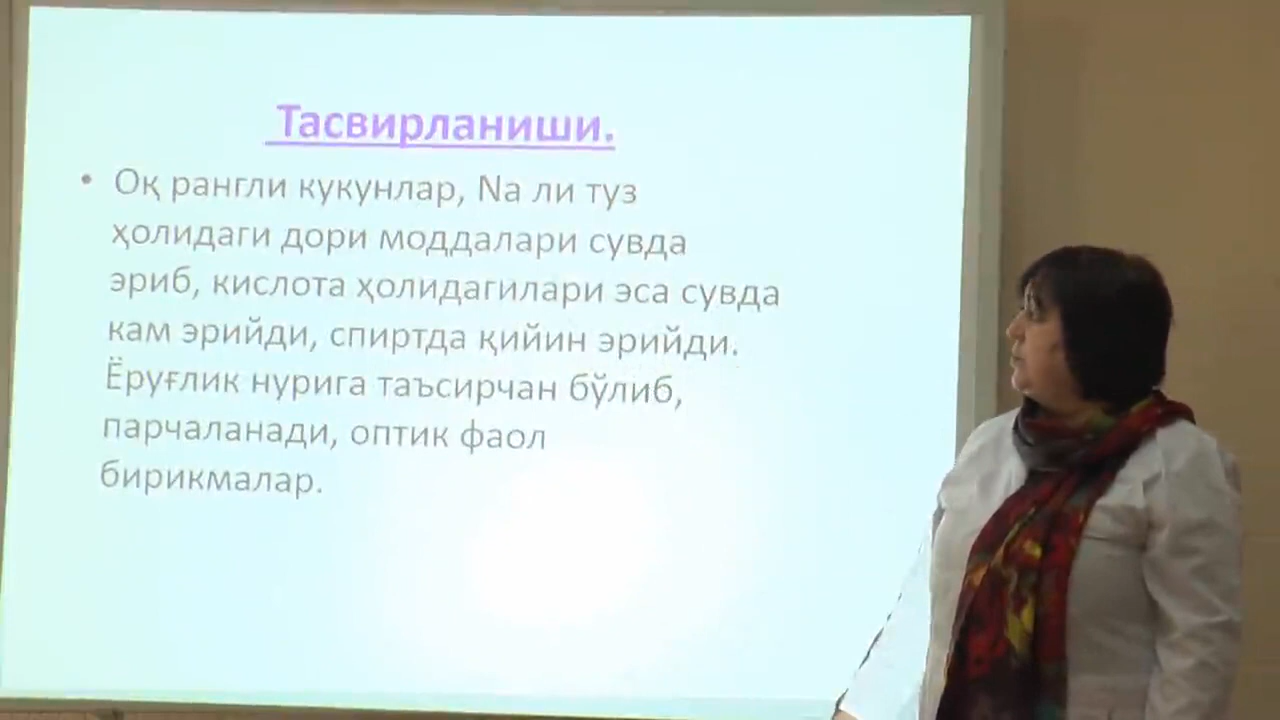 Тасвирланиши.
• Оқ рангли кукунлар, Na ли туз
ҳолидаги дори моддалари сувда
эриб, кислота ҳолидагилари эса сувда
кам эрийди, спиртда қийин эрийди.
Ёруғлик нурига таъсирчан бўлиб,
парчаланади, оптик фаол
бирикмалар.